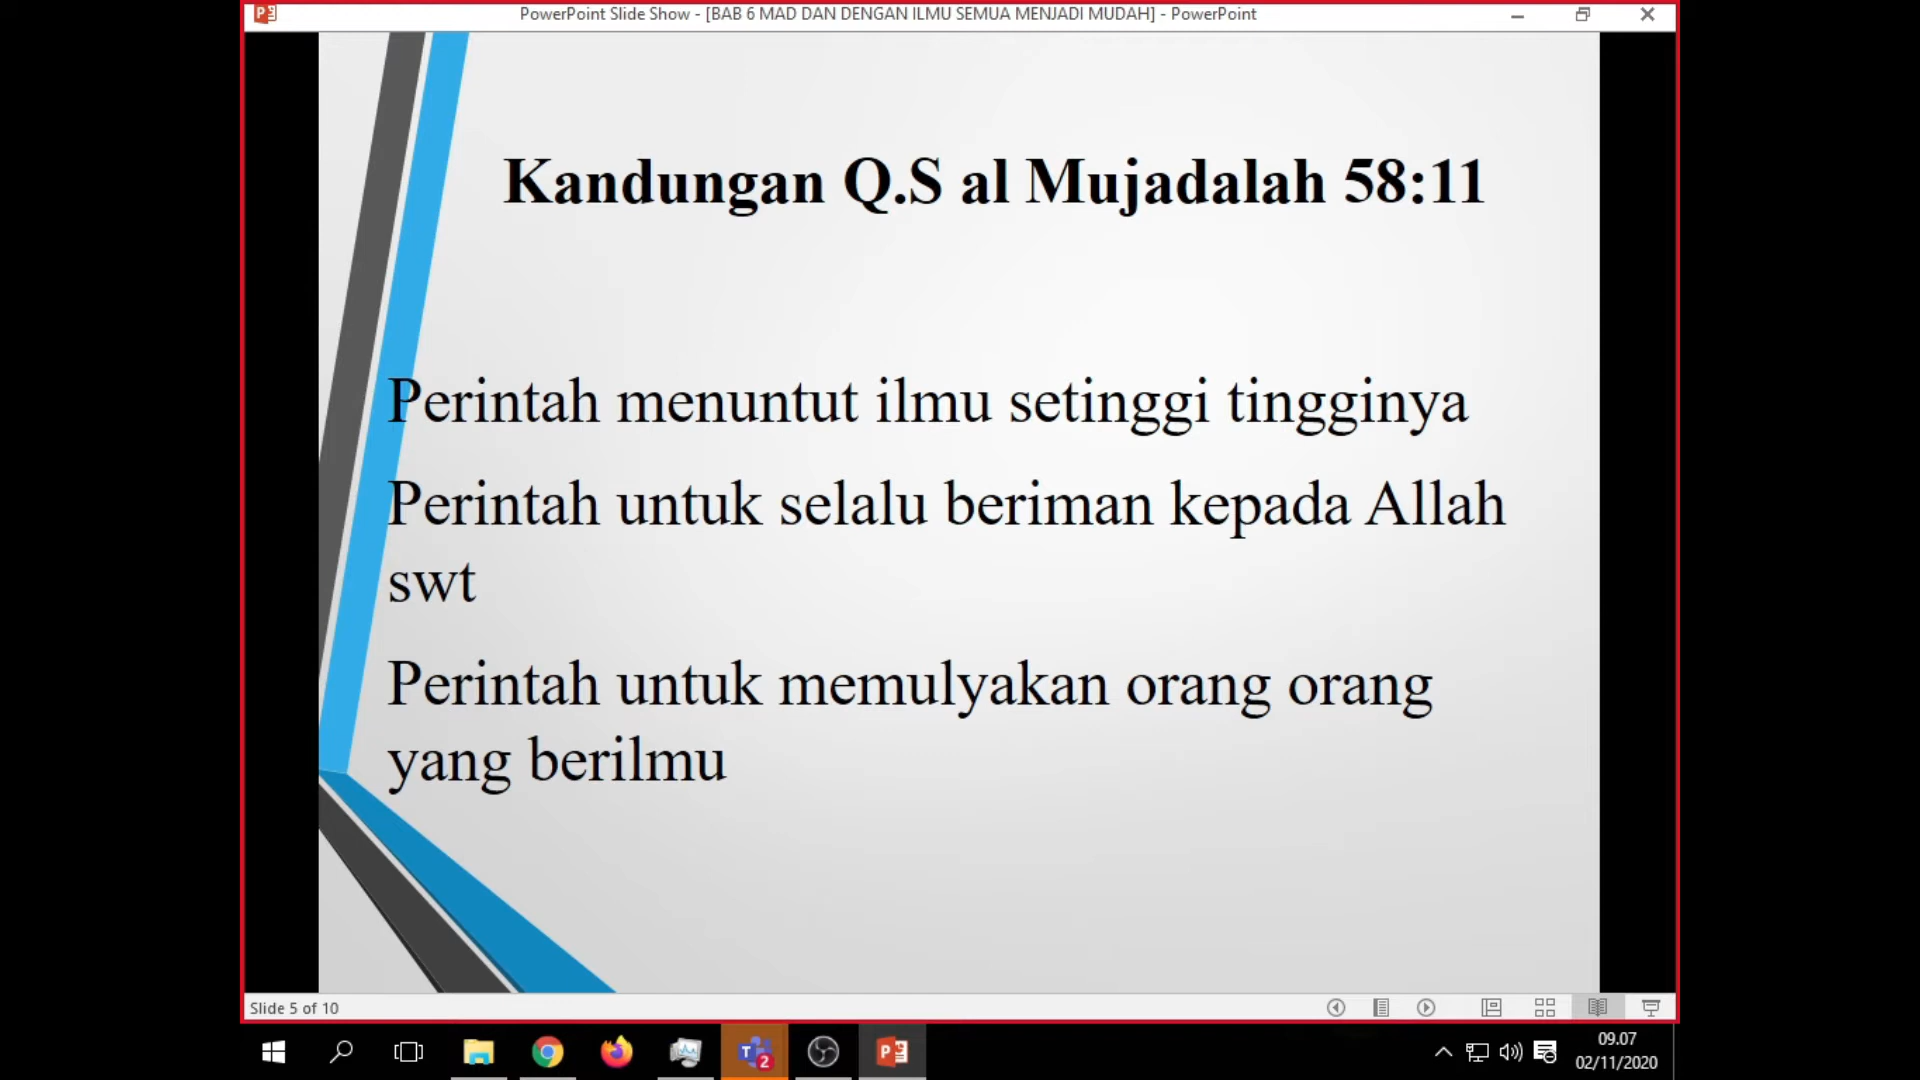 PowerPoint Slide Show - [BAB 6 MAD DAN DENGAN ILMU SEMUA MENJADI MUDAH] - PowerPoint
Kandungan Q.S al Mujadalah 58:11
Perintah menuntut ilmu setinggi tingginya
Perintah untuk selalu beriman kepada Allah
swt
Perintah untuk memulyakan orang orang
yang berilmu
Slide 5 of 10
2
09.07
02/11/2020